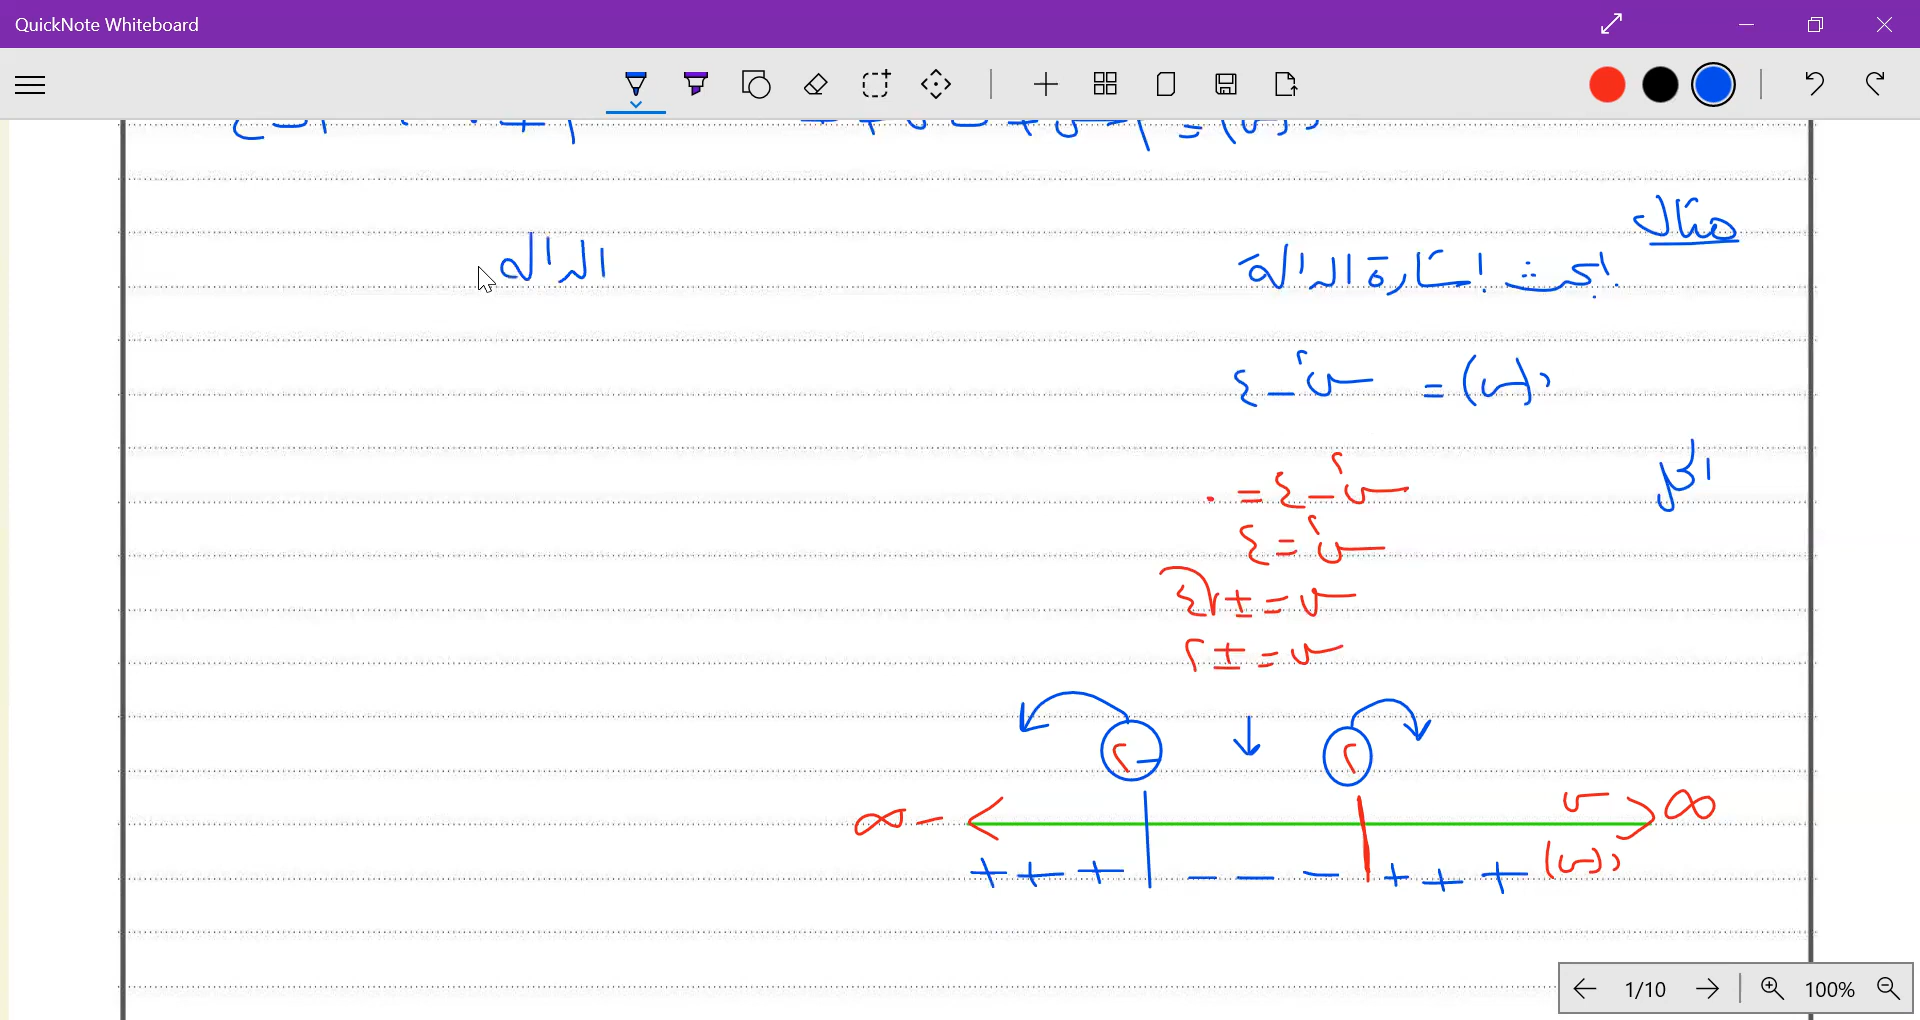 QuickNote Whiteboard
مثال
ابحث إشارة الدالة
د(س) = س٢ - ٤
الحل
س٢ - ٤ = ٠
س٢ = ٤
س = ± √٤
س = ± ٢
الداله
-٢ ٢
∞ س ∞ -
د(س) + + + - - - + + +
1/10
100%